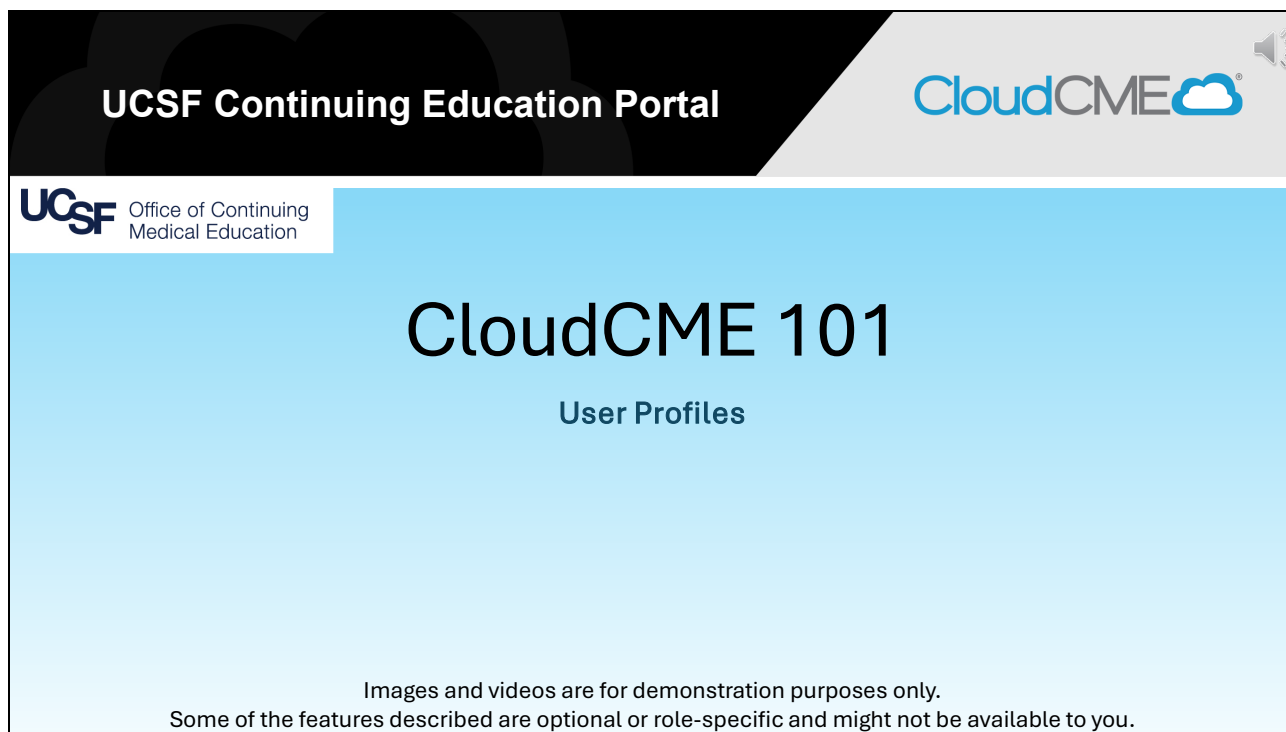 UCSF Continuing Education Portal
CloudCME®
UCSF Office of Continuing
Medical Education
CloudCME 101
User Profiles
Images and videos are for demonstration purposes only.
Some of the features described are optional or role-specific and might not be available to you.